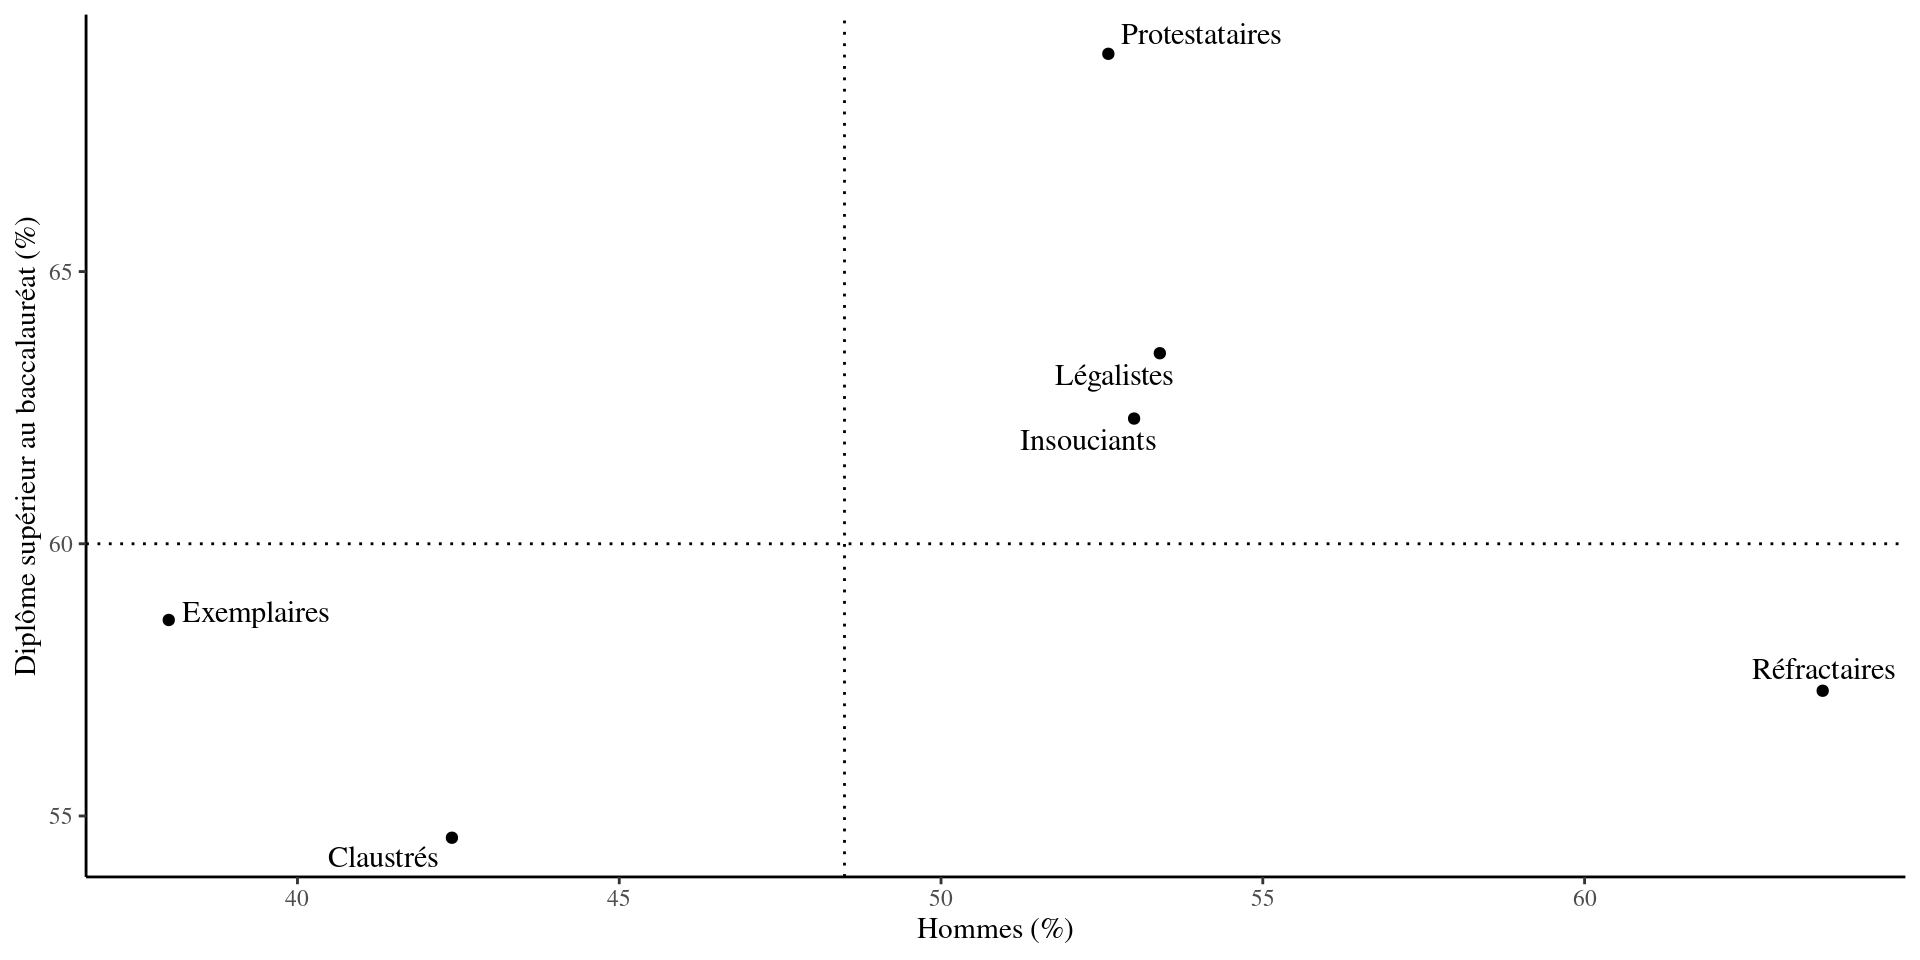 Protestataires
65
Légalistes
Insouciants
60
Exemplaires
Réfractaires
55
Claustrés
40 45 50 55 60
Hommes (%)
Diplôme supérieur au baccalauréat (%)